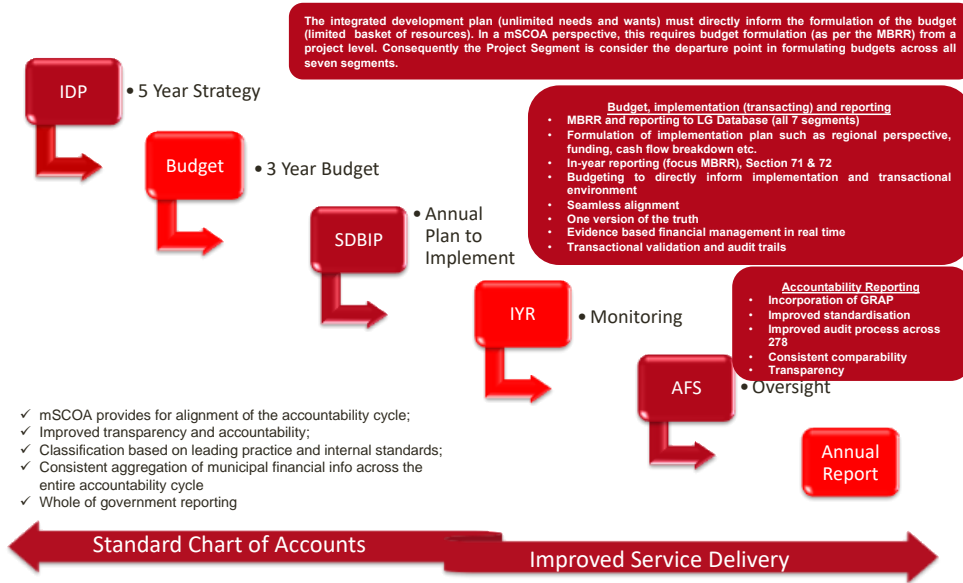 The integrated development plan (unlimited needs and wants) must directly inform the formulation of the budget
(limited basket of resources). In a mSCOA perspective, this requires budget formulation (as per the MBRR) from a
project level. Consequently the Project Segment is consider the departure point in formulating budgets across all
seven segments.
IDP
• 5 Year Strategy
Budget, implementation (transacting) and reporting
• MBRR and reporting to LG Database (all 7 segments)
• Formulation of implementation plan such as regional perspective,
funding, cash flow breakdown etc.
• In-year reporting (focus MBRR), Section 71 & 72
• Budgeting to directly inform implementation and transactional
environment
• Seamless alignment
• One version of the truth
• Evidence based financial management in real time
• Transactional validation and audit trails
Budget
• 3 Year Budget
SDBIP
• Annual
Plan to
Implement
Accountability Reporting
• Incorporation of GRAP
• Improved standardisation
• Improved audit process across
278
• Consistent comparability
• Transparency
IYR
• Monitoring
AFS
• Oversight
Annual
Report
✓ mSCOA provides for alignment of the accountability cycle;
✓ Improved transparency and accountability;
✓ Classification based on leading practice and internal standards;
✓ Consistent aggregation of municipal financial info across the
entire accountability cycle
✓ Whole of government reporting
Standard Chart of Accounts
Improved Service Delivery